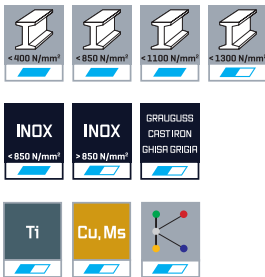 <400 N/mm²
<850 N/mm²
<1100 N/mm²
<1300 N/mm²
INOX
<850 N/mm²
INOX
>850 N/mm²
GRAUGUSS
CAST IRON
GHISA GRIGIA
Ti
Cu, Ms